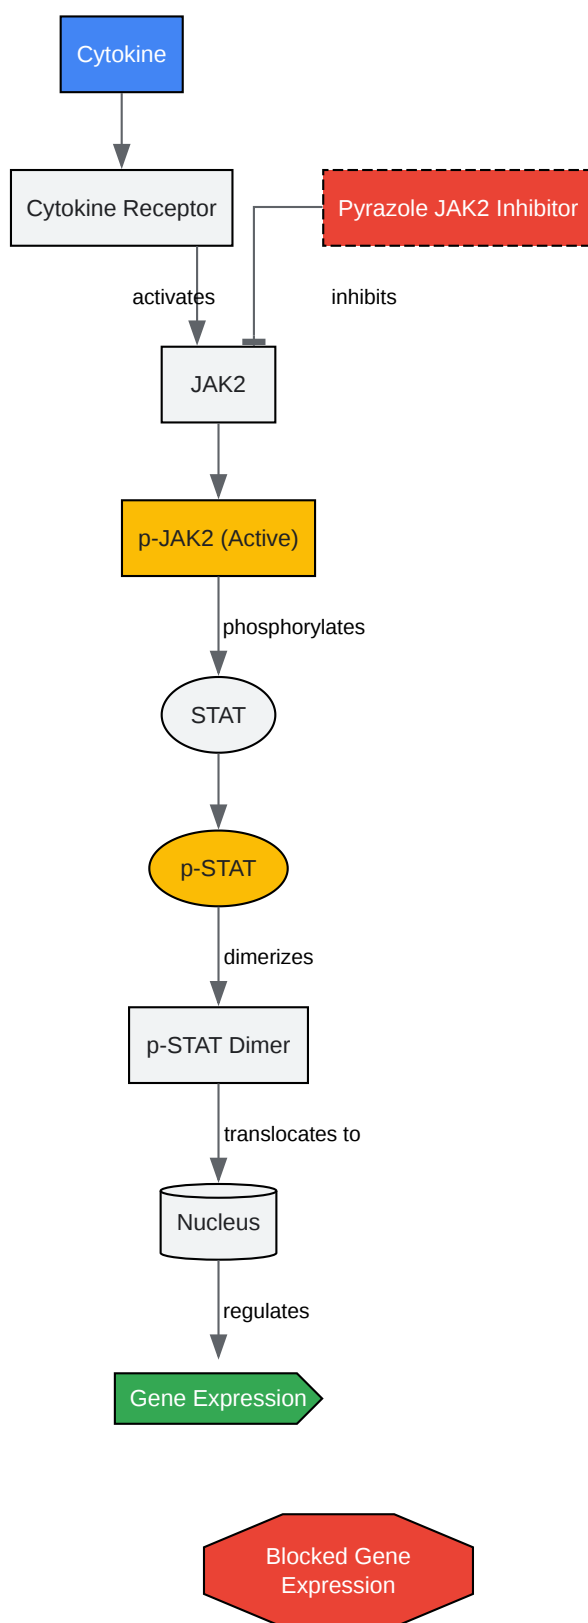 Cytokine
Cytokine Receptor
Pyrazole JAK2 Inhibitor
activates
inhibits
JAK2
p-JAK2 (Active)
phosphorylates
STAT
p-STAT
dimerizes
p-STAT Dimer
translocates to
Nucleus
regulates
Gene Expression
Blocked Gene
Expression